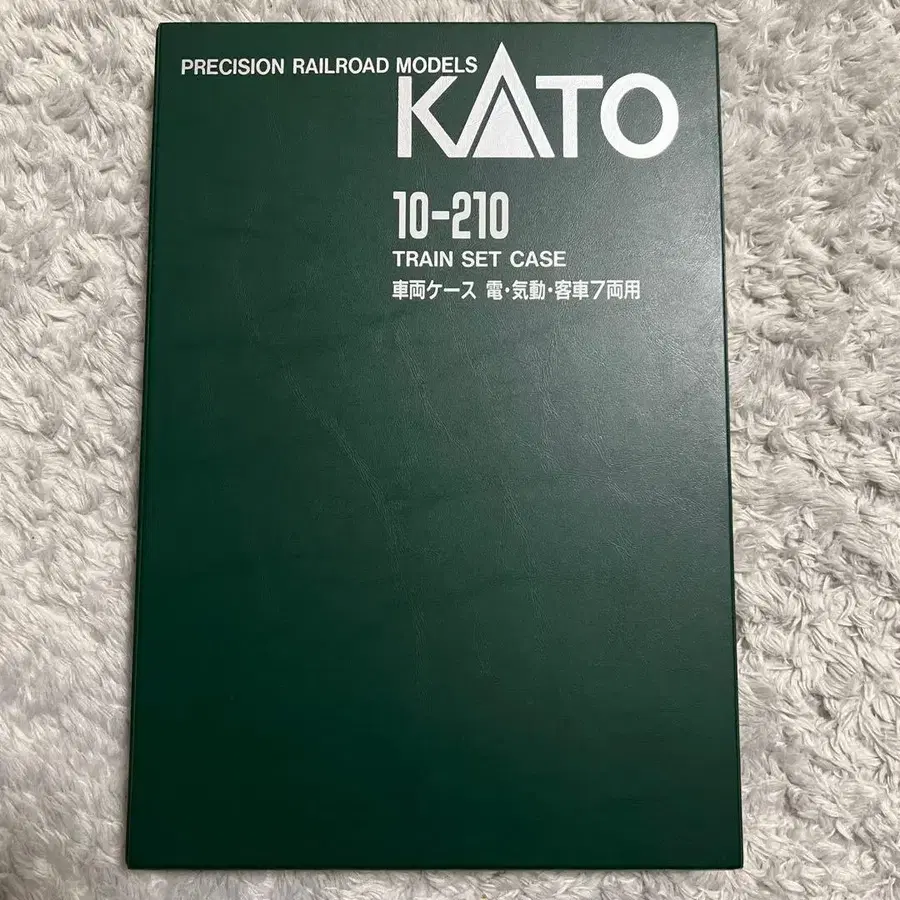 PRECISION RAILROAD MODELS
KATO
10-210
TRAIN SET CASE
車両ケース 電・気動・客車7両用